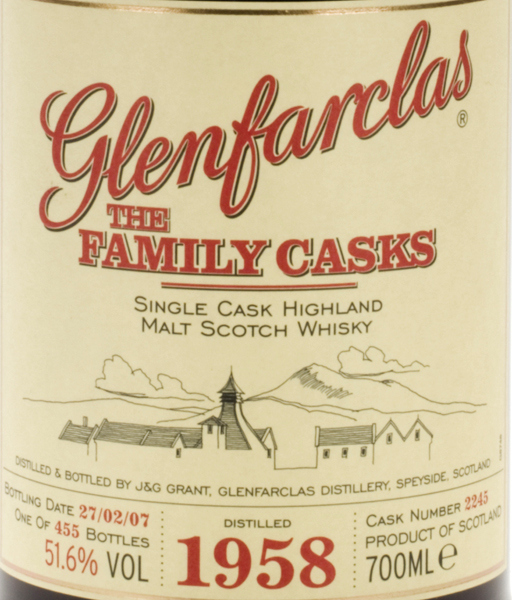 Glenfarclas ®
THE
FAMILY CASKS
SINGLE CASK HIGHLAND
MALT SCOTCH WHISKY
DISTILLED & BOTTLED BY J&G GRANT, GLENFARCLAS DISTILLERY, SPEYSIDE, SCOTLAND.
BOTTLING DATE 27/02/07
ONE OF 455 BOTTLES
51.6% VOL
DISTILLED
1958
CASK NUMBER 2245
PRODUCT OF SCOTLAND
700ML ℮